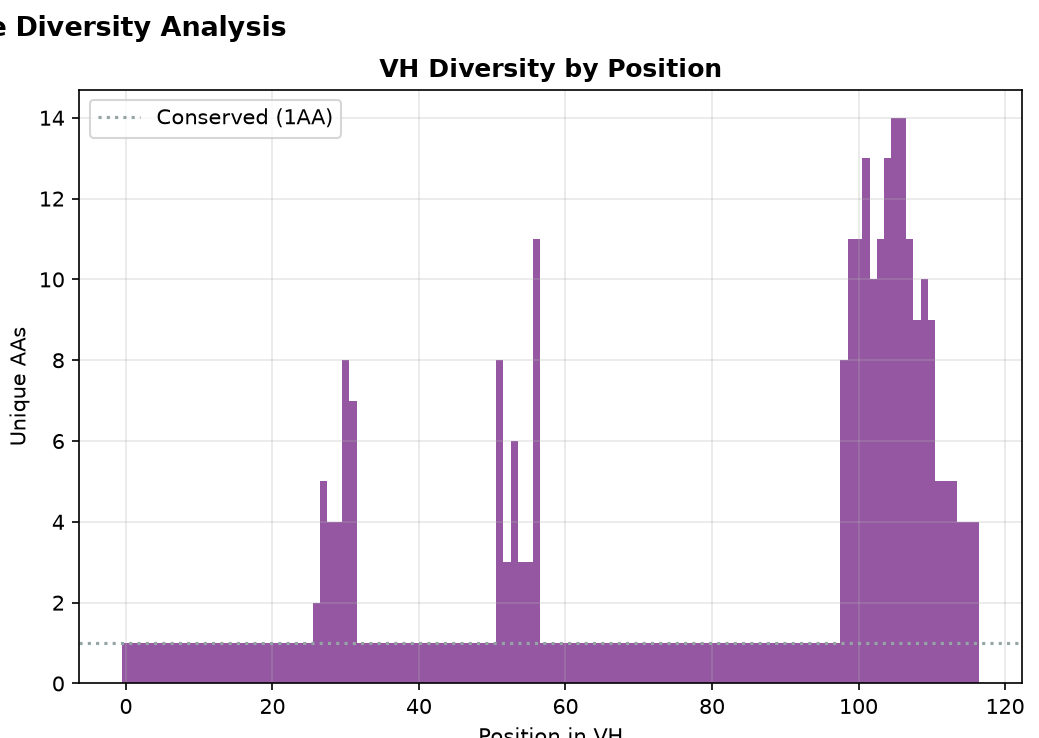 e Diversity Analysis
VH Diversity by Position
Conserved (1AA)
14
12
10
8
6
4
2
0
Unique AAs
0 20 40 60 80 100 120
Position in VH